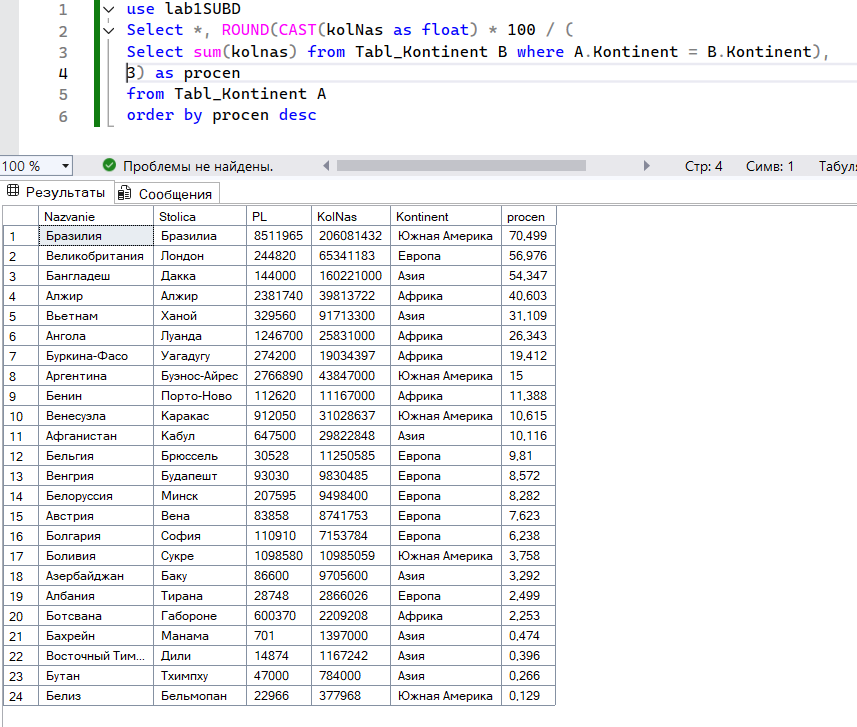 1 use lab1SUBD
2 Select *, ROUND(CAST(kolNas as float) * 100 / (
3 Select sum(kolnas) from Tabl_Kontinent B where A.Kontinent = B.Kontinent),
4 3) as procen
5 from Tabl_Kontinent A
6 order by procen desc
100 % Проблемы не найдены. Стр: 4 Симв: 1 Табуля
Результаты Сообщения
Nazvanie Stolica PL KolNas Kontinent procen
1 Бразилия Бразилиа 8511965 206081432 Южная Америка 70,499
2 Великобритания Лондон 244820 65341183 Европа 56,976
3 Бангладеш Дакка 144000 160221000 Азия 54,347
4 Алжир Алжир 2381740 39813722 Африка 40,603
5 Вьетнам Ханой 329560 91713300 Азия 31,109
6 Ангола Луанда 1246700 25831000 Африка 26,343
7 Буркина-Фасо Уагадугу 274200 19034397 Африка 19,412
8 Аргентина Буэнос-Айрес 2766890 43847000 Южная Америка 15
9 Бенин Порто-Ново 112620 11167000 Африка 11,388
10 Венесуэла Каракас 912050 31028637 Южная Америка 10,615
11 Афганистан Кабул 647500 29822848 Азия 10,116
12 Бельгия Брюссель 30528 11250585 Европа 9,81
13 Венгрия Будапешт 93030 9830485 Европа 8,572
14 Белоруссия Минск 207595 9498400 Европа 8,282
15 Австрия Вена 83858 8741753 Европа 7,623
16 Болгария София 110910 7153784 Европа 6,238
17 Боливия Сукре 1098580 10985059 Южная Америка 3,758
18 Азербайджан Баку 86600 9705600 Азия 3,292
19 Албания Тирана 28748 2866026 Европа 2,499
20 Ботсвана Габороне 600370 2209208 Африка 2,253
21 Бахрейн Манама 701 1397000 Азия 0,474
22 Восточный Тим... Дили 14874 1167242 Азия 0,396
23 Бутан Тхимпху 47000 784000 Азия 0,266
24 Белиз Бельмопан 22966 377968 Южная Америка 0,129